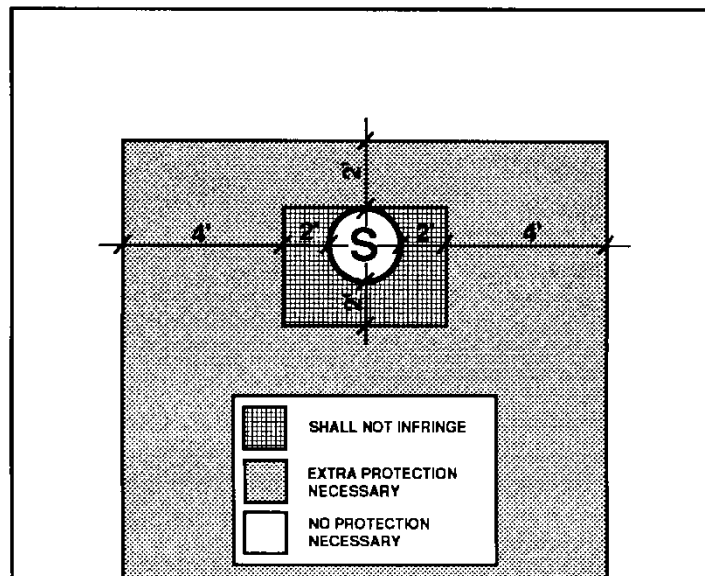 2'
4'
2'
S
2'
4'
2'
SHALL NOT INFRINGE
EXTRA PROTECTION
NECESSARY
NO PROTECTION
NECESSARY